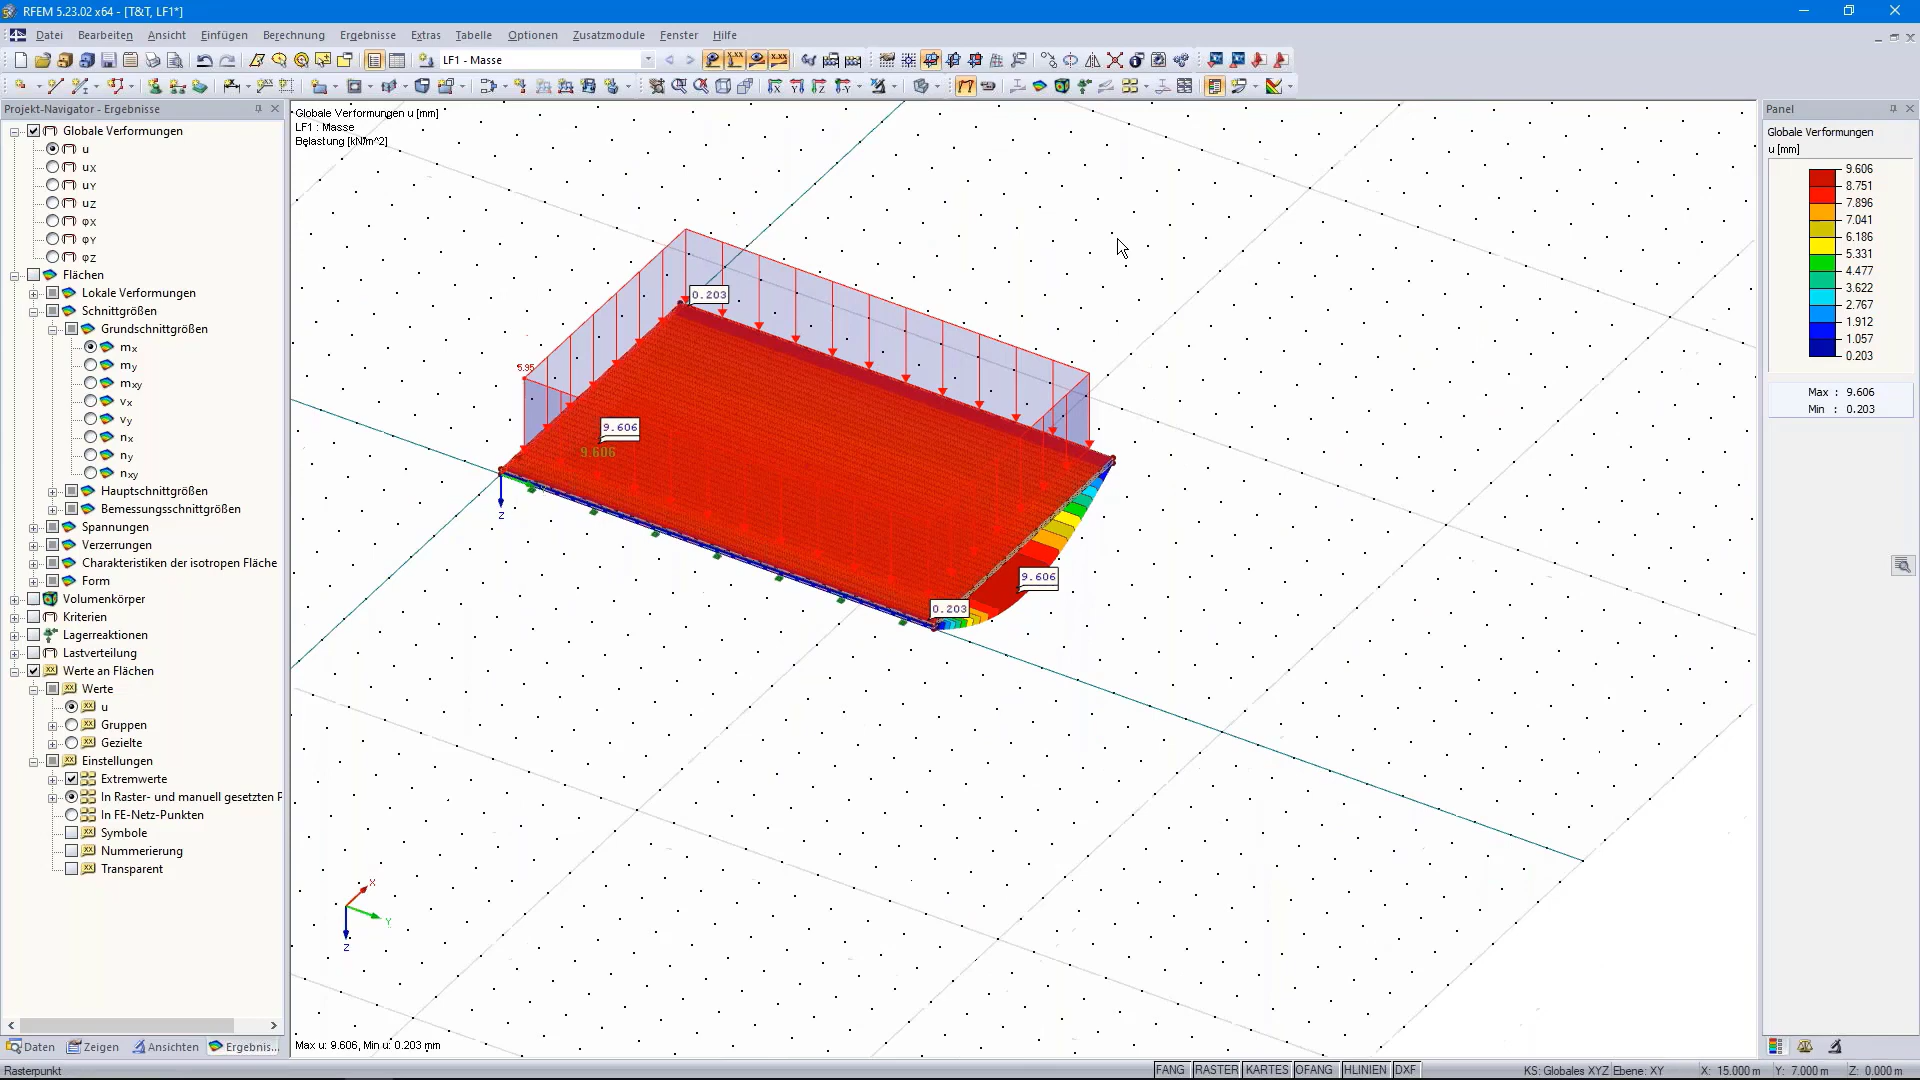 RFEM 5.23.02 x64 - [T&T, LF1*]
Datei Bearbeiten Ansicht Einfügen Berechnung Ergebnisse Extras Tabelle Optionen Zusatzmodule Fenster Hilfe
LF1 - Masse
Projekt-Navigator - Ergebnisse
Globale Verformungen
u
uX
uY
uZ
φX
φY
φZ
Flächen
Lokale Verformungen
Schnittgrößen
Grundschnittgrößen
mx
my
mxy
vx
vy
nx
ny
nxy
Hauptschnittgrößen
Bemessungsschnittgrößen
Spannungen
Verzerrungen
Charakteristiken der isotropen Fläche
Form
Volumenkörper
Kriterien
Lagerreaktionen
Lastverteilung
Werte an Flächen
Werte
u
Gruppen
Gezielte
Einstellungen
Extremwerte
In Raster- und manuell gesetzten P
In FE-Netz-Punkten
Symbole
Nummerierung
Transparent
Daten Zeigen Ansichten Ergebnis...
Globale Verformungen u [mm]
LF1 : Masse
Belastung [kN/m^2]
0.203
5.95
9.606
9.606
Z
9.606
0.203
X
Y
Z
Max u: 9.606, Min u: 0.203 mm
Panel
Globale Verformungen
u [mm]
9.606
8.751
7.896
7.041
6.186
5.331
4.477
3.622
2.767
1.912
1.057
0.203
Max : 9.606
Min : 0.203
Rasterpunkt
FANG RASTER KARTES OFANG HLINIEN DXF
KS: Globales XYZ Ebene: XY X: 15.000 m Y: 7.000 m Z: 0.000 m